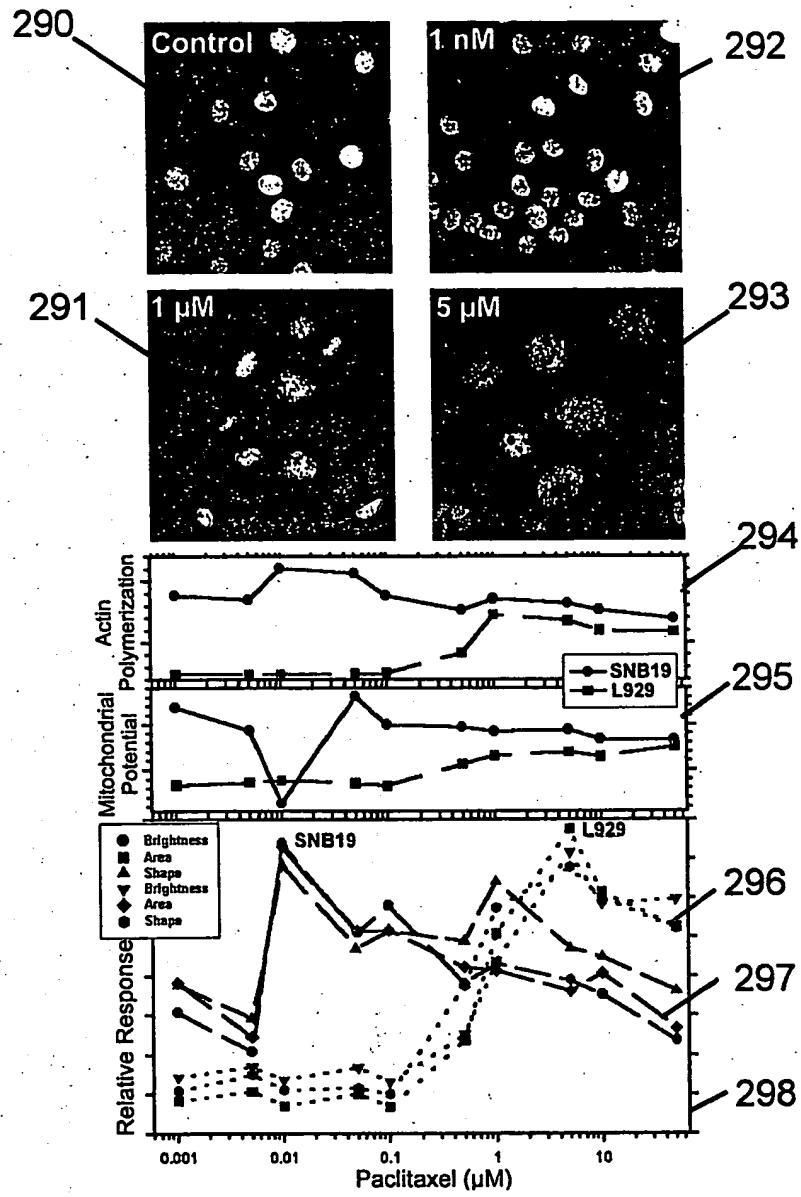 290
Control
1 nM
292
291
1 µM
5 µM
293
294
Actin
Polymerization
SNB19
L929
295
Mitochondrial
Potential
Brightness
Area
Shape
Brightness
Area
Shape
SNB19
L929
296
297
Relative Response
298
0.001
0.01
0.1
1
10
Paclitaxel (µM)